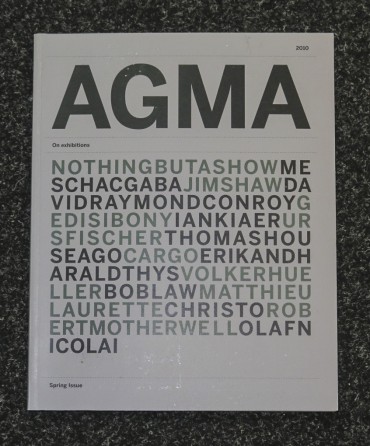 2016
AGMA
On exhibitions
NOTHINGBUTASHOWME
SCHACGABAJIMSHAWDA
VIDRAYMONDCONROYG
EDISIBONYIANKIAERUR
SFISCHERTHOMASHOU
SEAGOCARGOERIKANDH
ARALDTHYSVOLKERHUE
LLERBOBLAWMATTHIEU
LAURETTECHRISTOROB
ERTMOTHERWELLOLAFN
ICOLAI
Spring Issue